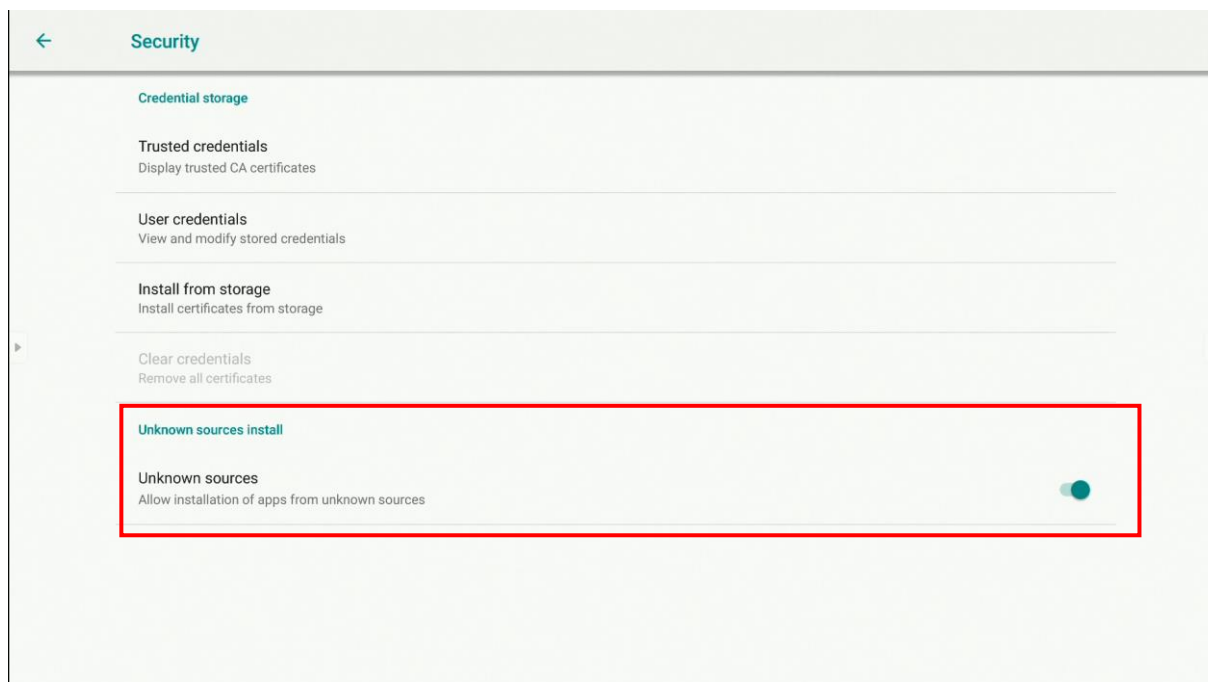 Security
Credential storage
Trusted credentials
Display trusted CA certificates
User credentials
View and modify stored credentials
Install from storage
Install certificates from storage
Clear credentials
Remove all certificates
Unknown sources install
Unknown sources
Allow installation of apps from unknown sources